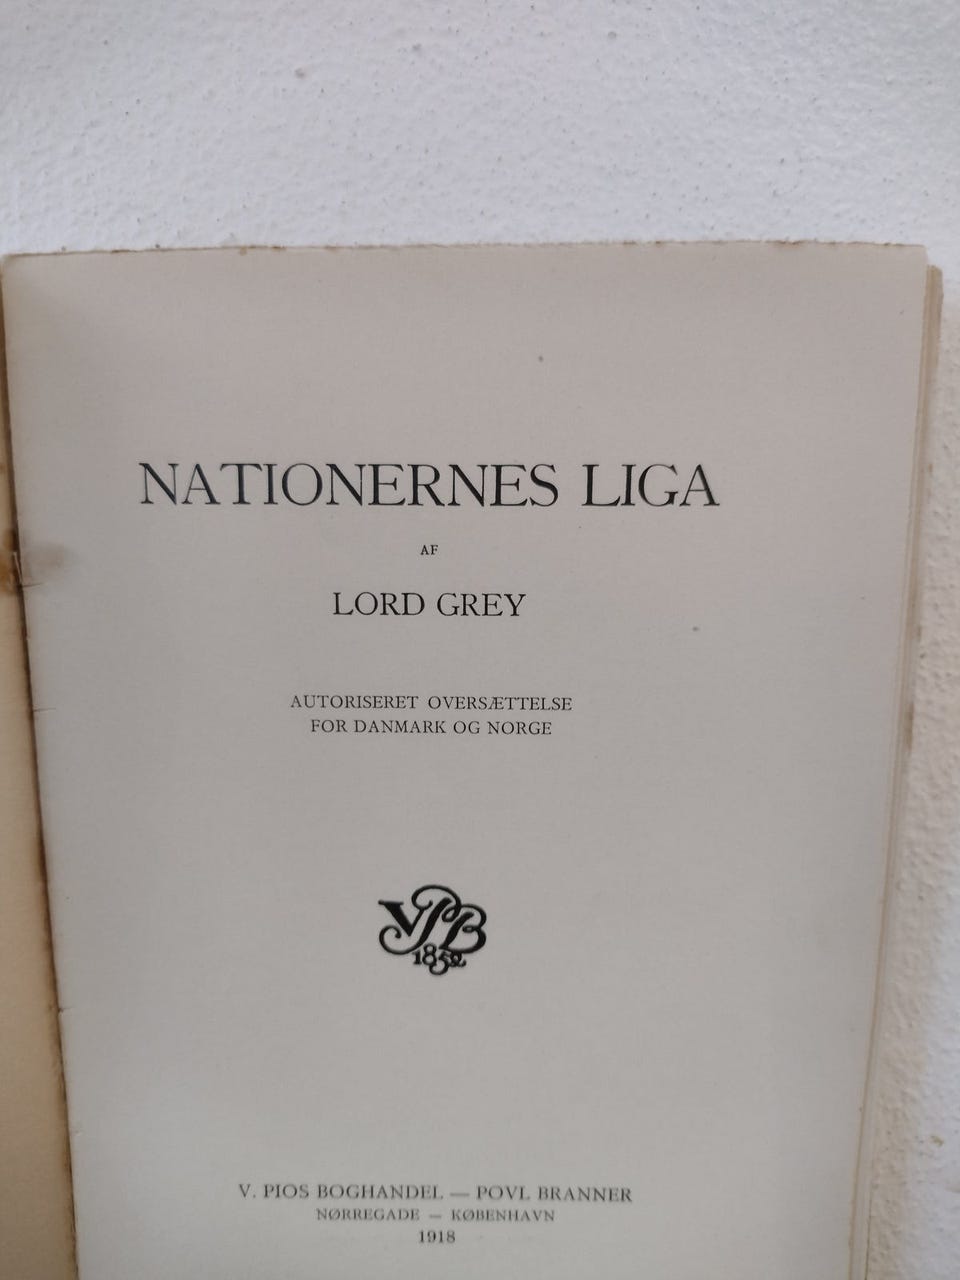 NATIONERNES LIGA
AF
LORD GREY
AUTORISERET OVERSÆTTELSE
FOR DANMARK OG NORGE
VPB
1852
V. PIOS BOGHANDEL — POVL BRANNER
NØRREGADE — KØBENHAVN
1918